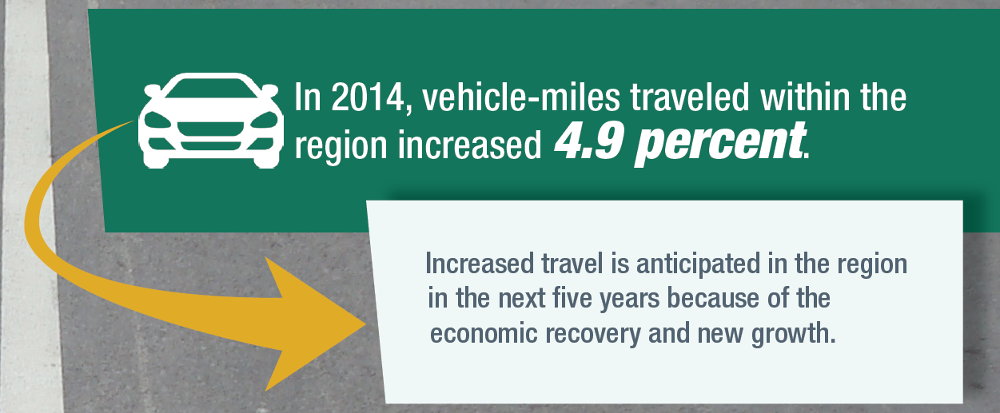 In 2014, vehicle-miles traveled within the
region increased 4.9 percent.
Increased travel is anticipated in the region
in the next five years because of the
economic recovery and new growth.